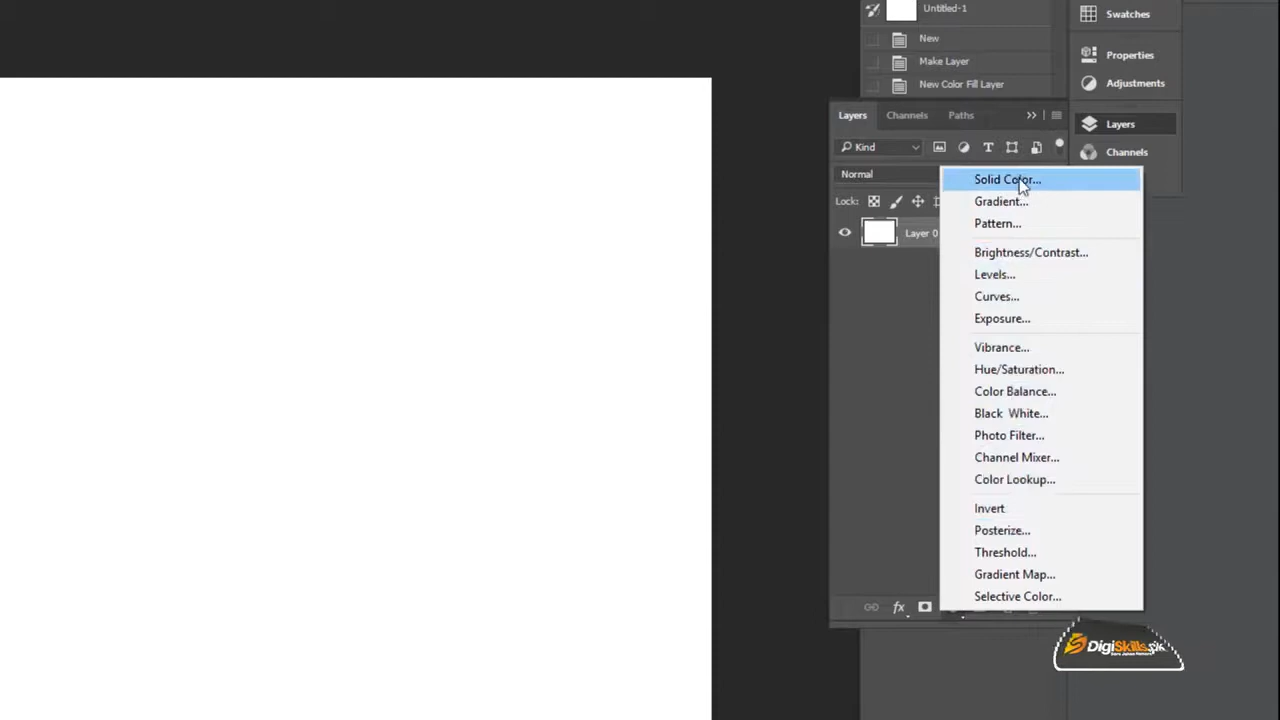 Untitled-1
Swatches
New
Properties
Make Layer
Adjustments
New Color Fill Layer
Layers
Channels
Paths
Layers
Kind
Channels
Normal
Solid Color...
Lock:
Gradient...
Pattern...
Layer 0
Brightness/Contrast...
Levels...
Curves...
Exposure...
Vibrance...
Hue/Saturation...
Color Balance...
Black  White...
Photo Filter...
Channel Mixer...
Color Lookup...
Invert
Posterize...
Threshold...
Gradient Map...
Selective Color...
fx
DigiSkills